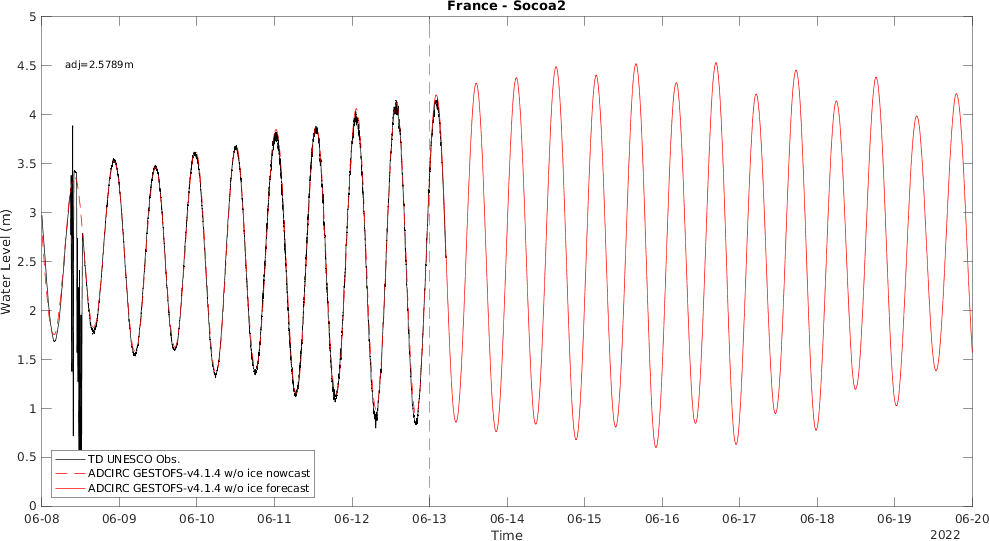 France - Socoa2
adj=2.5789m
5
4.5
4
3.5
3
2.5
2
1.5
1
0.5
0
Water Level (m)
TD UNESCO Obs.
ADCIRC GESTOFS-v4.1.4 w/o ice nowcast
ADCIRC GESTOFS-v4.1.4 w/o ice forecast
06-08 06-09 06-10 06-11 06-12 06-13 06-14 06-15 06-16 06-17 06-18 06-19 06-20
Time
2022